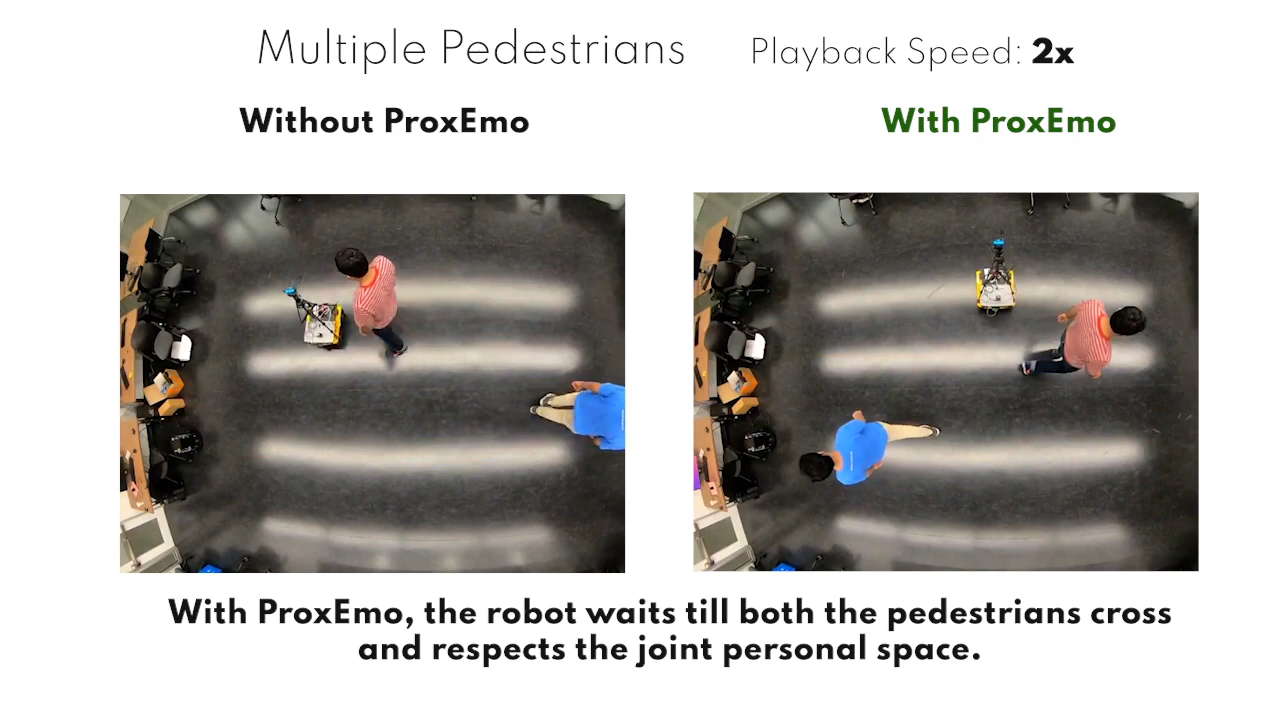 Multiple Pedestrians Playback Speed: 2x
Without ProxEmo With ProxEmo
With ProxEmo, the robot waits till both the pedestrians cross
and respects the joint personal space.